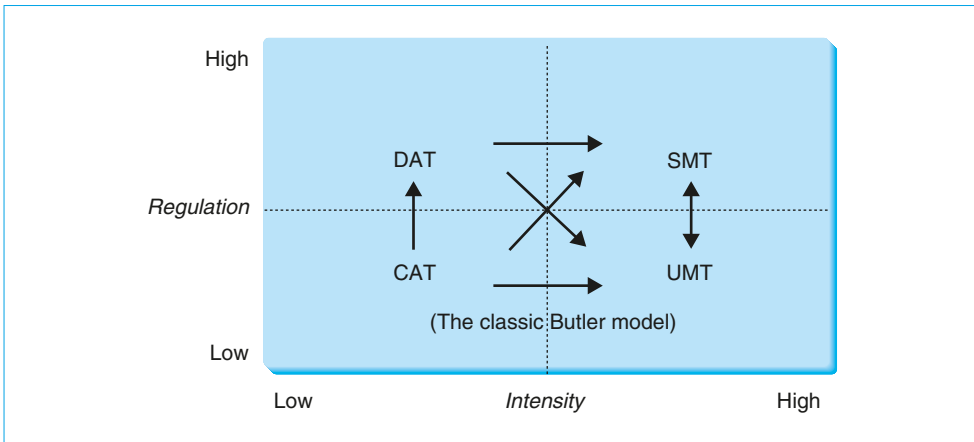 High
DAT SMT
Regulation
CAT UMT
(The classic Butler model)
Low
Low Intensity High